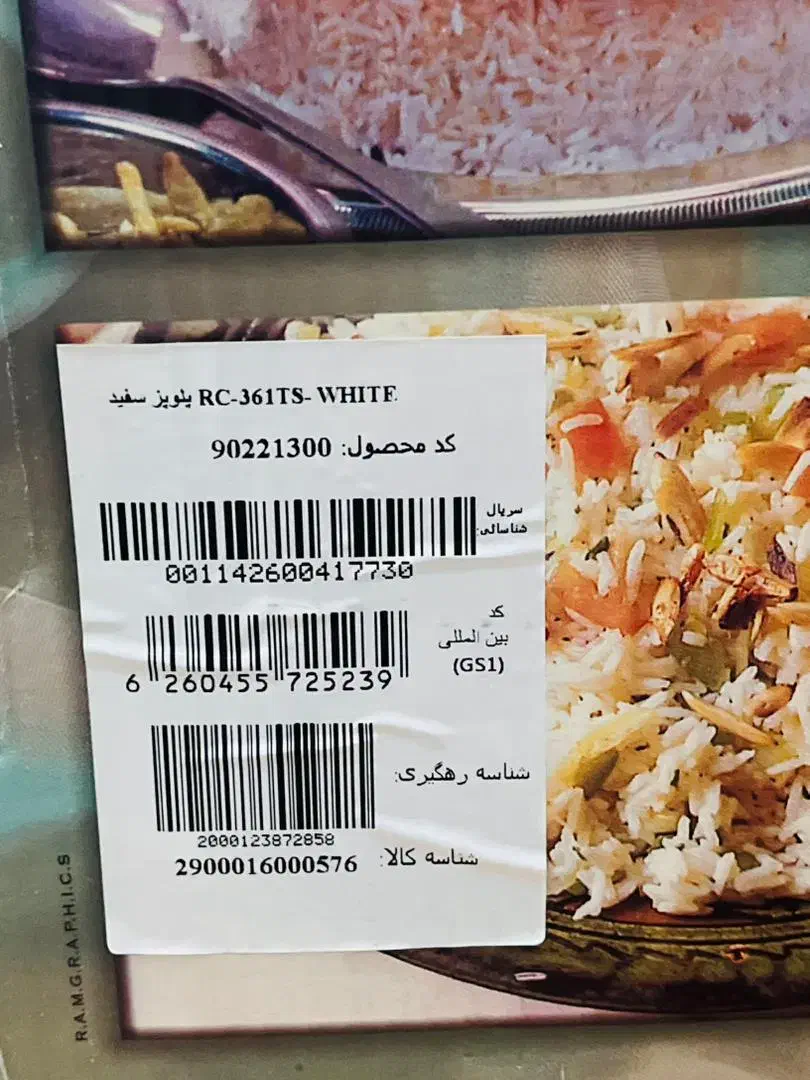 پلوپز سفید RC-361TS- WHITE
کد محصول: 90221300
سریال
شناسائی:
001142600417730
کد
بین المللی
(GS1)
6 260455 725239
شناسه رهگیری:
2000123872858
شناسه کالا: 2900016000576
R.A.M.G.R.A.P.H.I.C.S